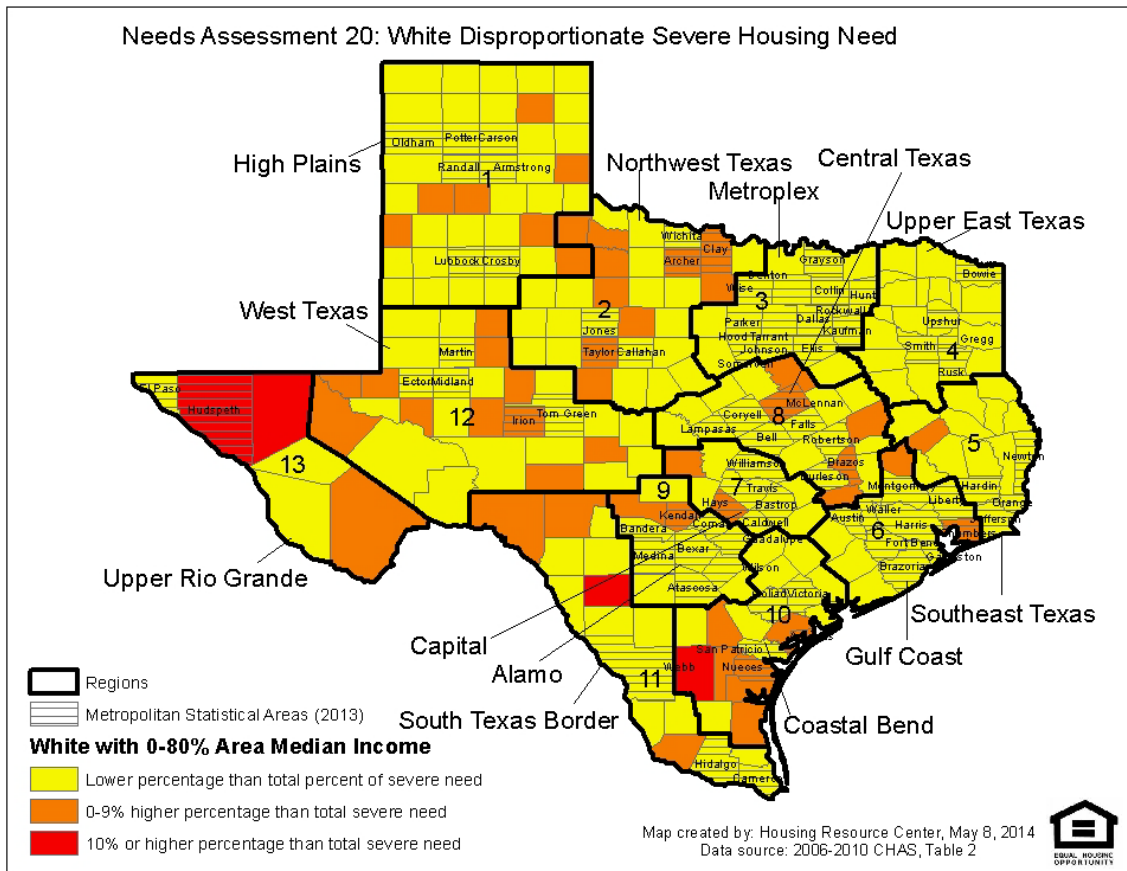 Needs Assessment 20: White Disproportionate Severe Housing Need
High Plains
Northwest Texas
Metroplex
Central Texas
Upper East Texas
West Texas
Upper Rio Grande
Capital
Alamo
South Texas Border
Coastal Bend
Gulf Coast
Southeast Texas
Oldham
Potter Carson
Randall Armstrong
1
Lubbock Crosby
Wichita
Clay
Archer
2
Jones
Taylor Callahan
Denton
Grayson
Wise
Collin
Hunt
3
Rockwall
Parker
Dallas
Kaufman
Hood Tarrant
Johnson
Ellis
Somervell
Bowie
Upshur
Gregg
Smith
4
Rusk
Martin
Ector Midland
12
Irion
Tom Green
El Paso
Hudspeth
13
McLennan
Coryell
8
Falls
Lampasas
Bell
Robertson
Brazos
Burleson
5
Newton
Hardin
Orange
Jefferson
Williamson
7
Travis
Hays
Bastrop
Caldwell
9
Kendall
Comal
Bandera
Guadalupe
Bexar
Medina
Wilson
Atascosa
Montgomery
Liberty
Waller
Austin
6
Harris
Chambers
Fort Bend
Galveston
Brazoria
Goliad Victoria
10
San Patricio
Nueces
Webb
11
Hidalgo
Cameron
Regions
Metropolitan Statistical Areas (2013)
White with 0-80% Area Median Income
Lower percentage than total percent of severe need
0-9% higher percentage than total severe need
10% or higher percentage than total severe need
Map created by: Housing Resource Center, May 8, 2014
Data source: 2006-2010 CHAS, Table 2
EQUAL HOUSING
OPPORTUNITY